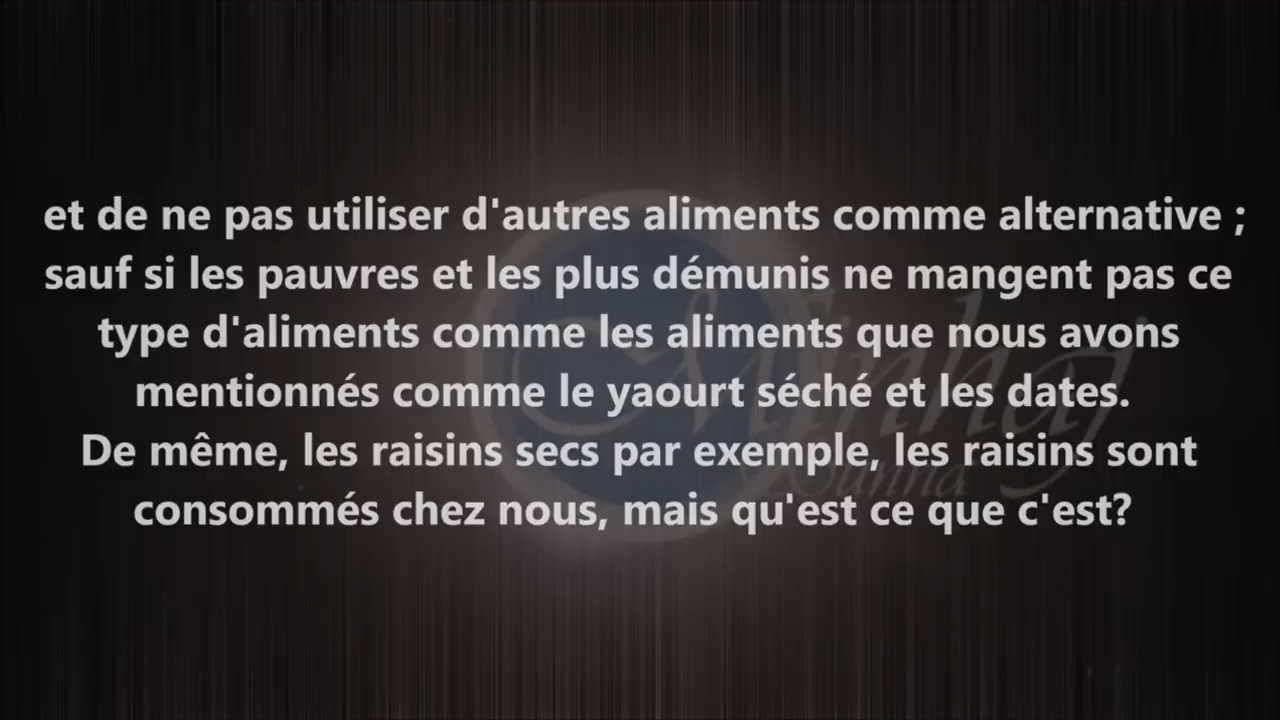 et de ne pas utiliser d'autres aliments comme alternative ;
sauf si les pauvres et les plus démunis ne mangent pas ce
type d'aliments comme les aliments que nous avons
mentionnés comme le yaourt séché et les dates.
De même, les raisins secs par exemple, les raisins sont
consommés chez nous, mais qu'est ce que c'est?
Minhaj
Sunna